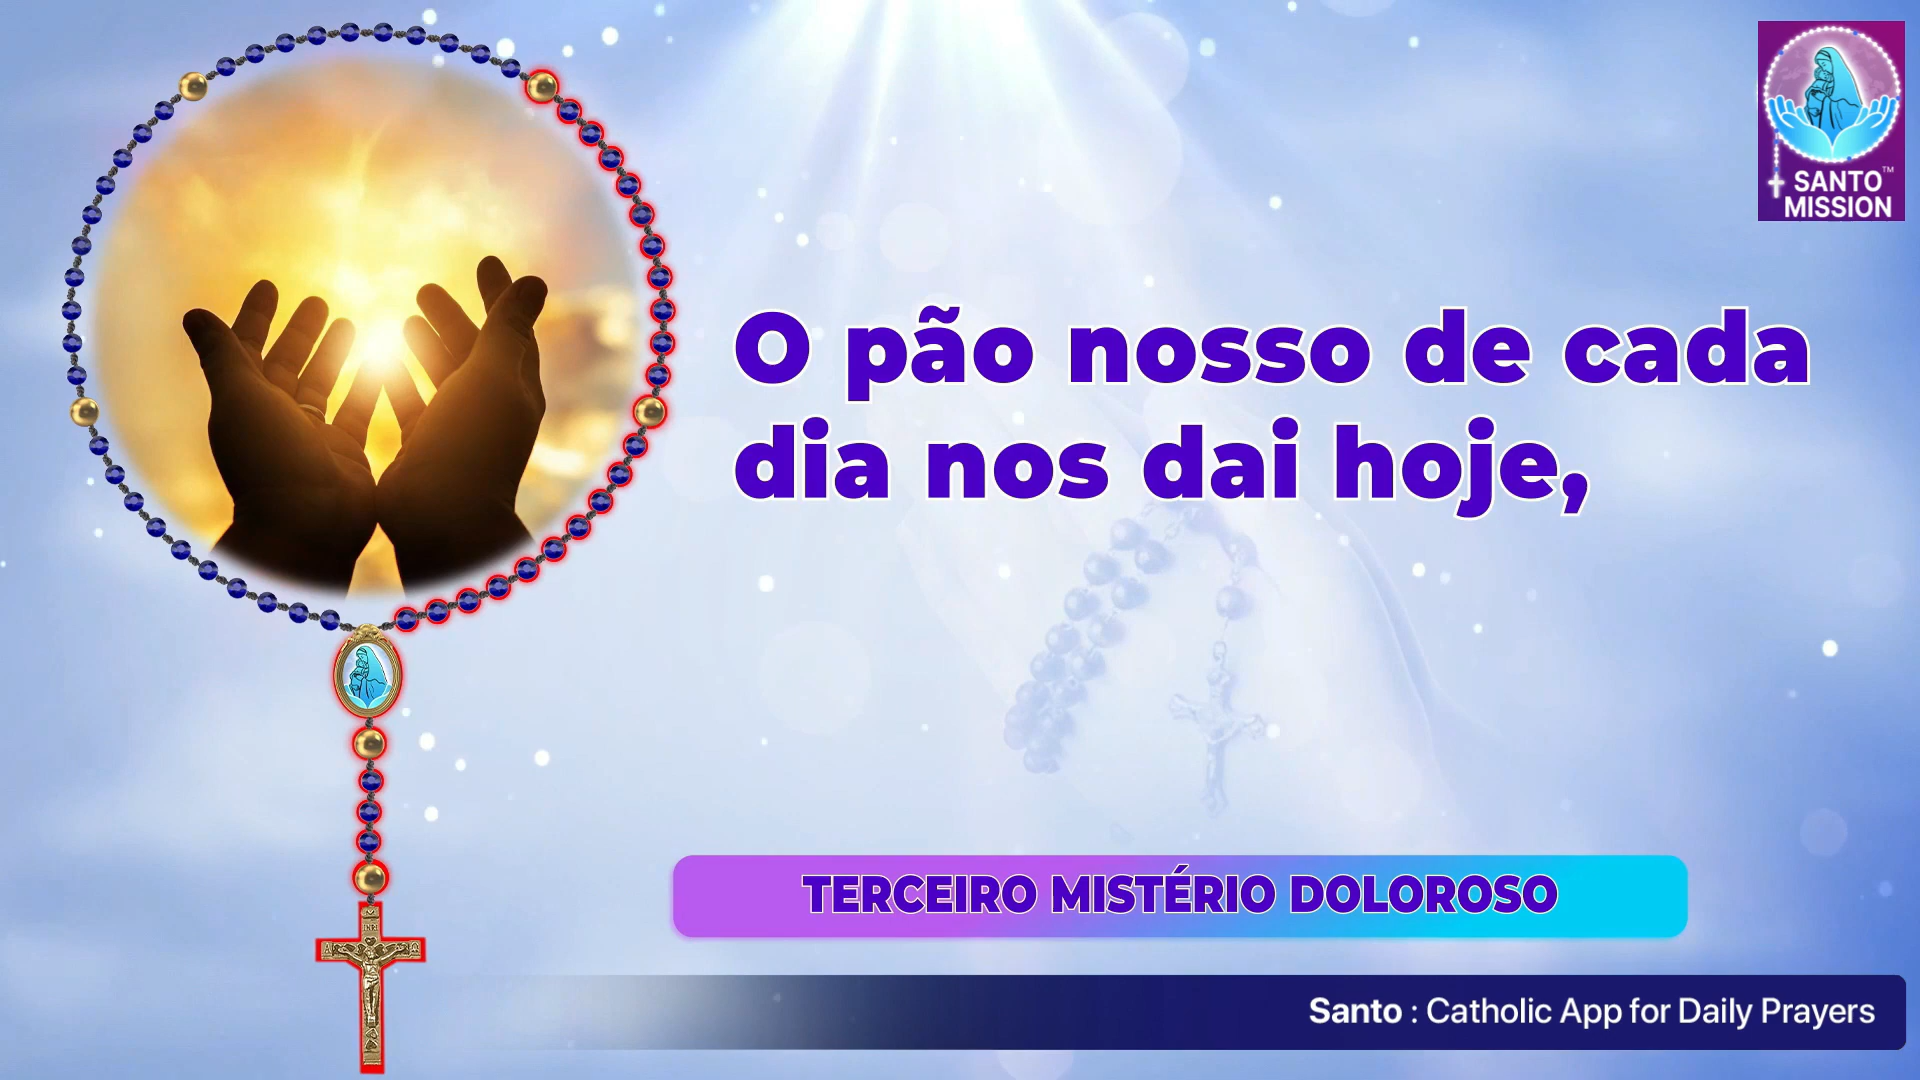 SANTO™
MISSION
O pão nosso de cada
dia nos dai hoje,
TERCEIRO MISTÉRIO DOLOROSO
INRI
Santo : Catholic App for Daily Prayers